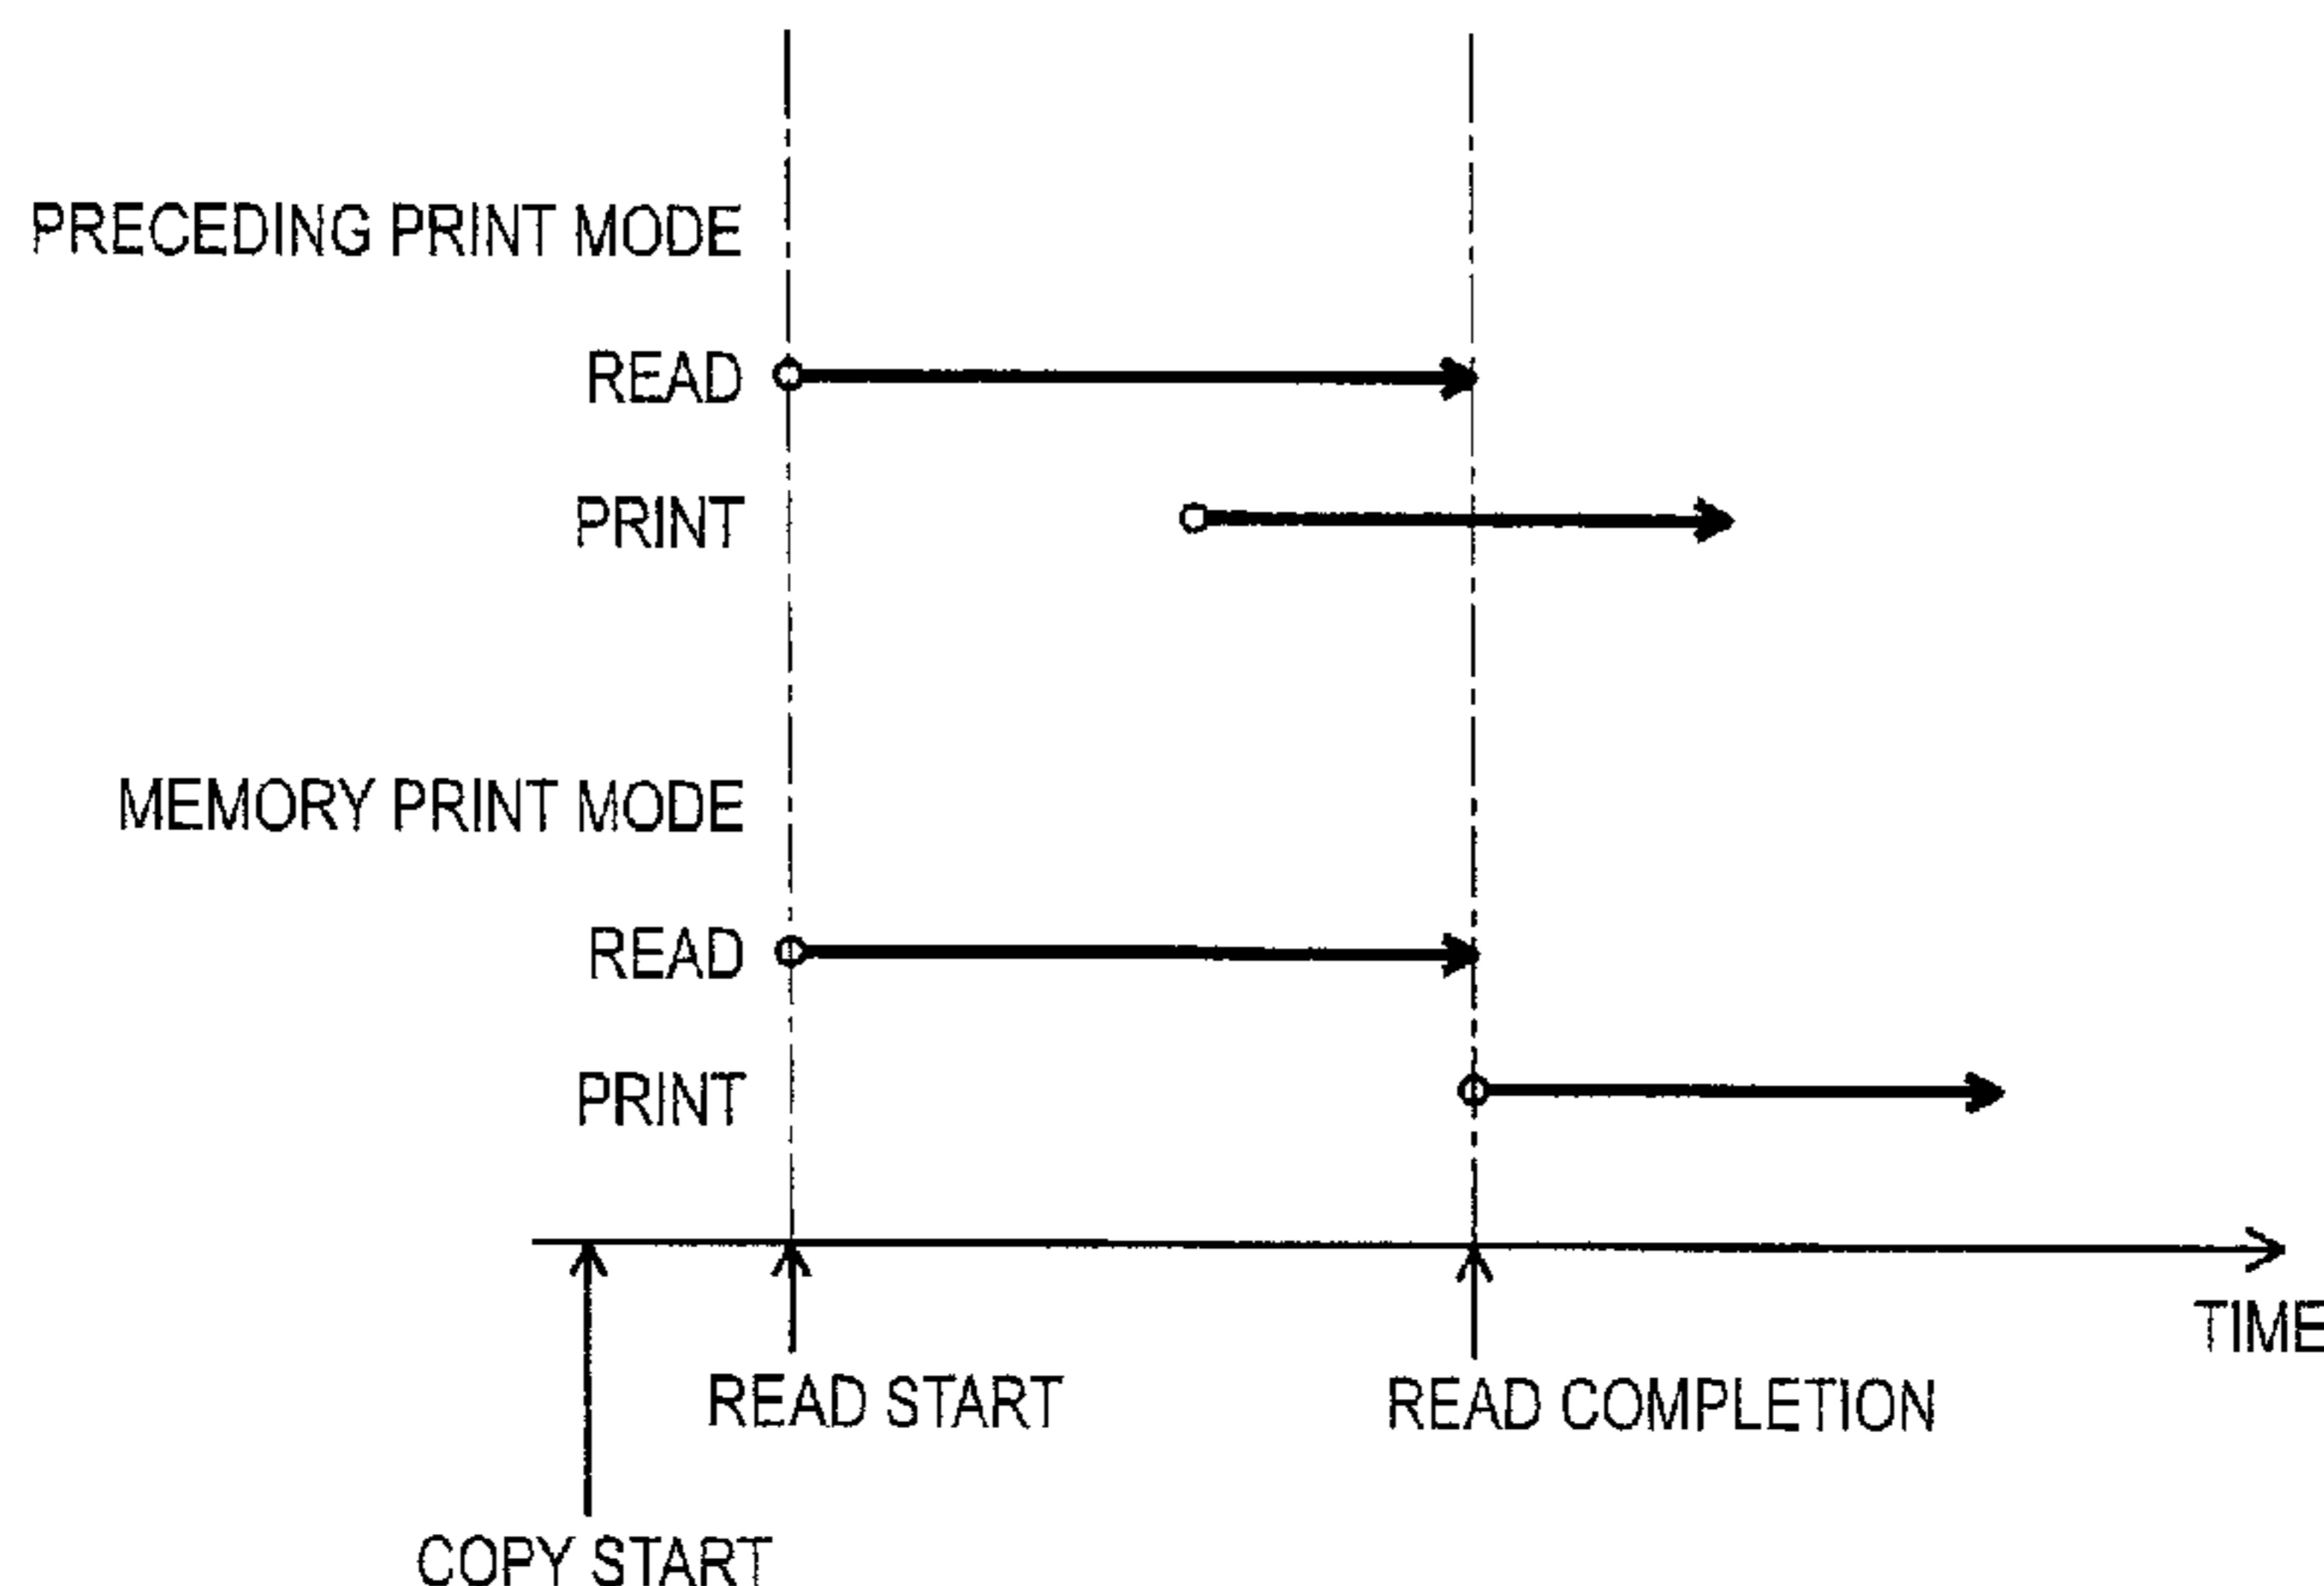 PRECEDING PRINT MODE
READ
PRINT
MEMORY PRINT MODE
READ
PRINT
TIME
READ START
READ COMPLETION
COPY START